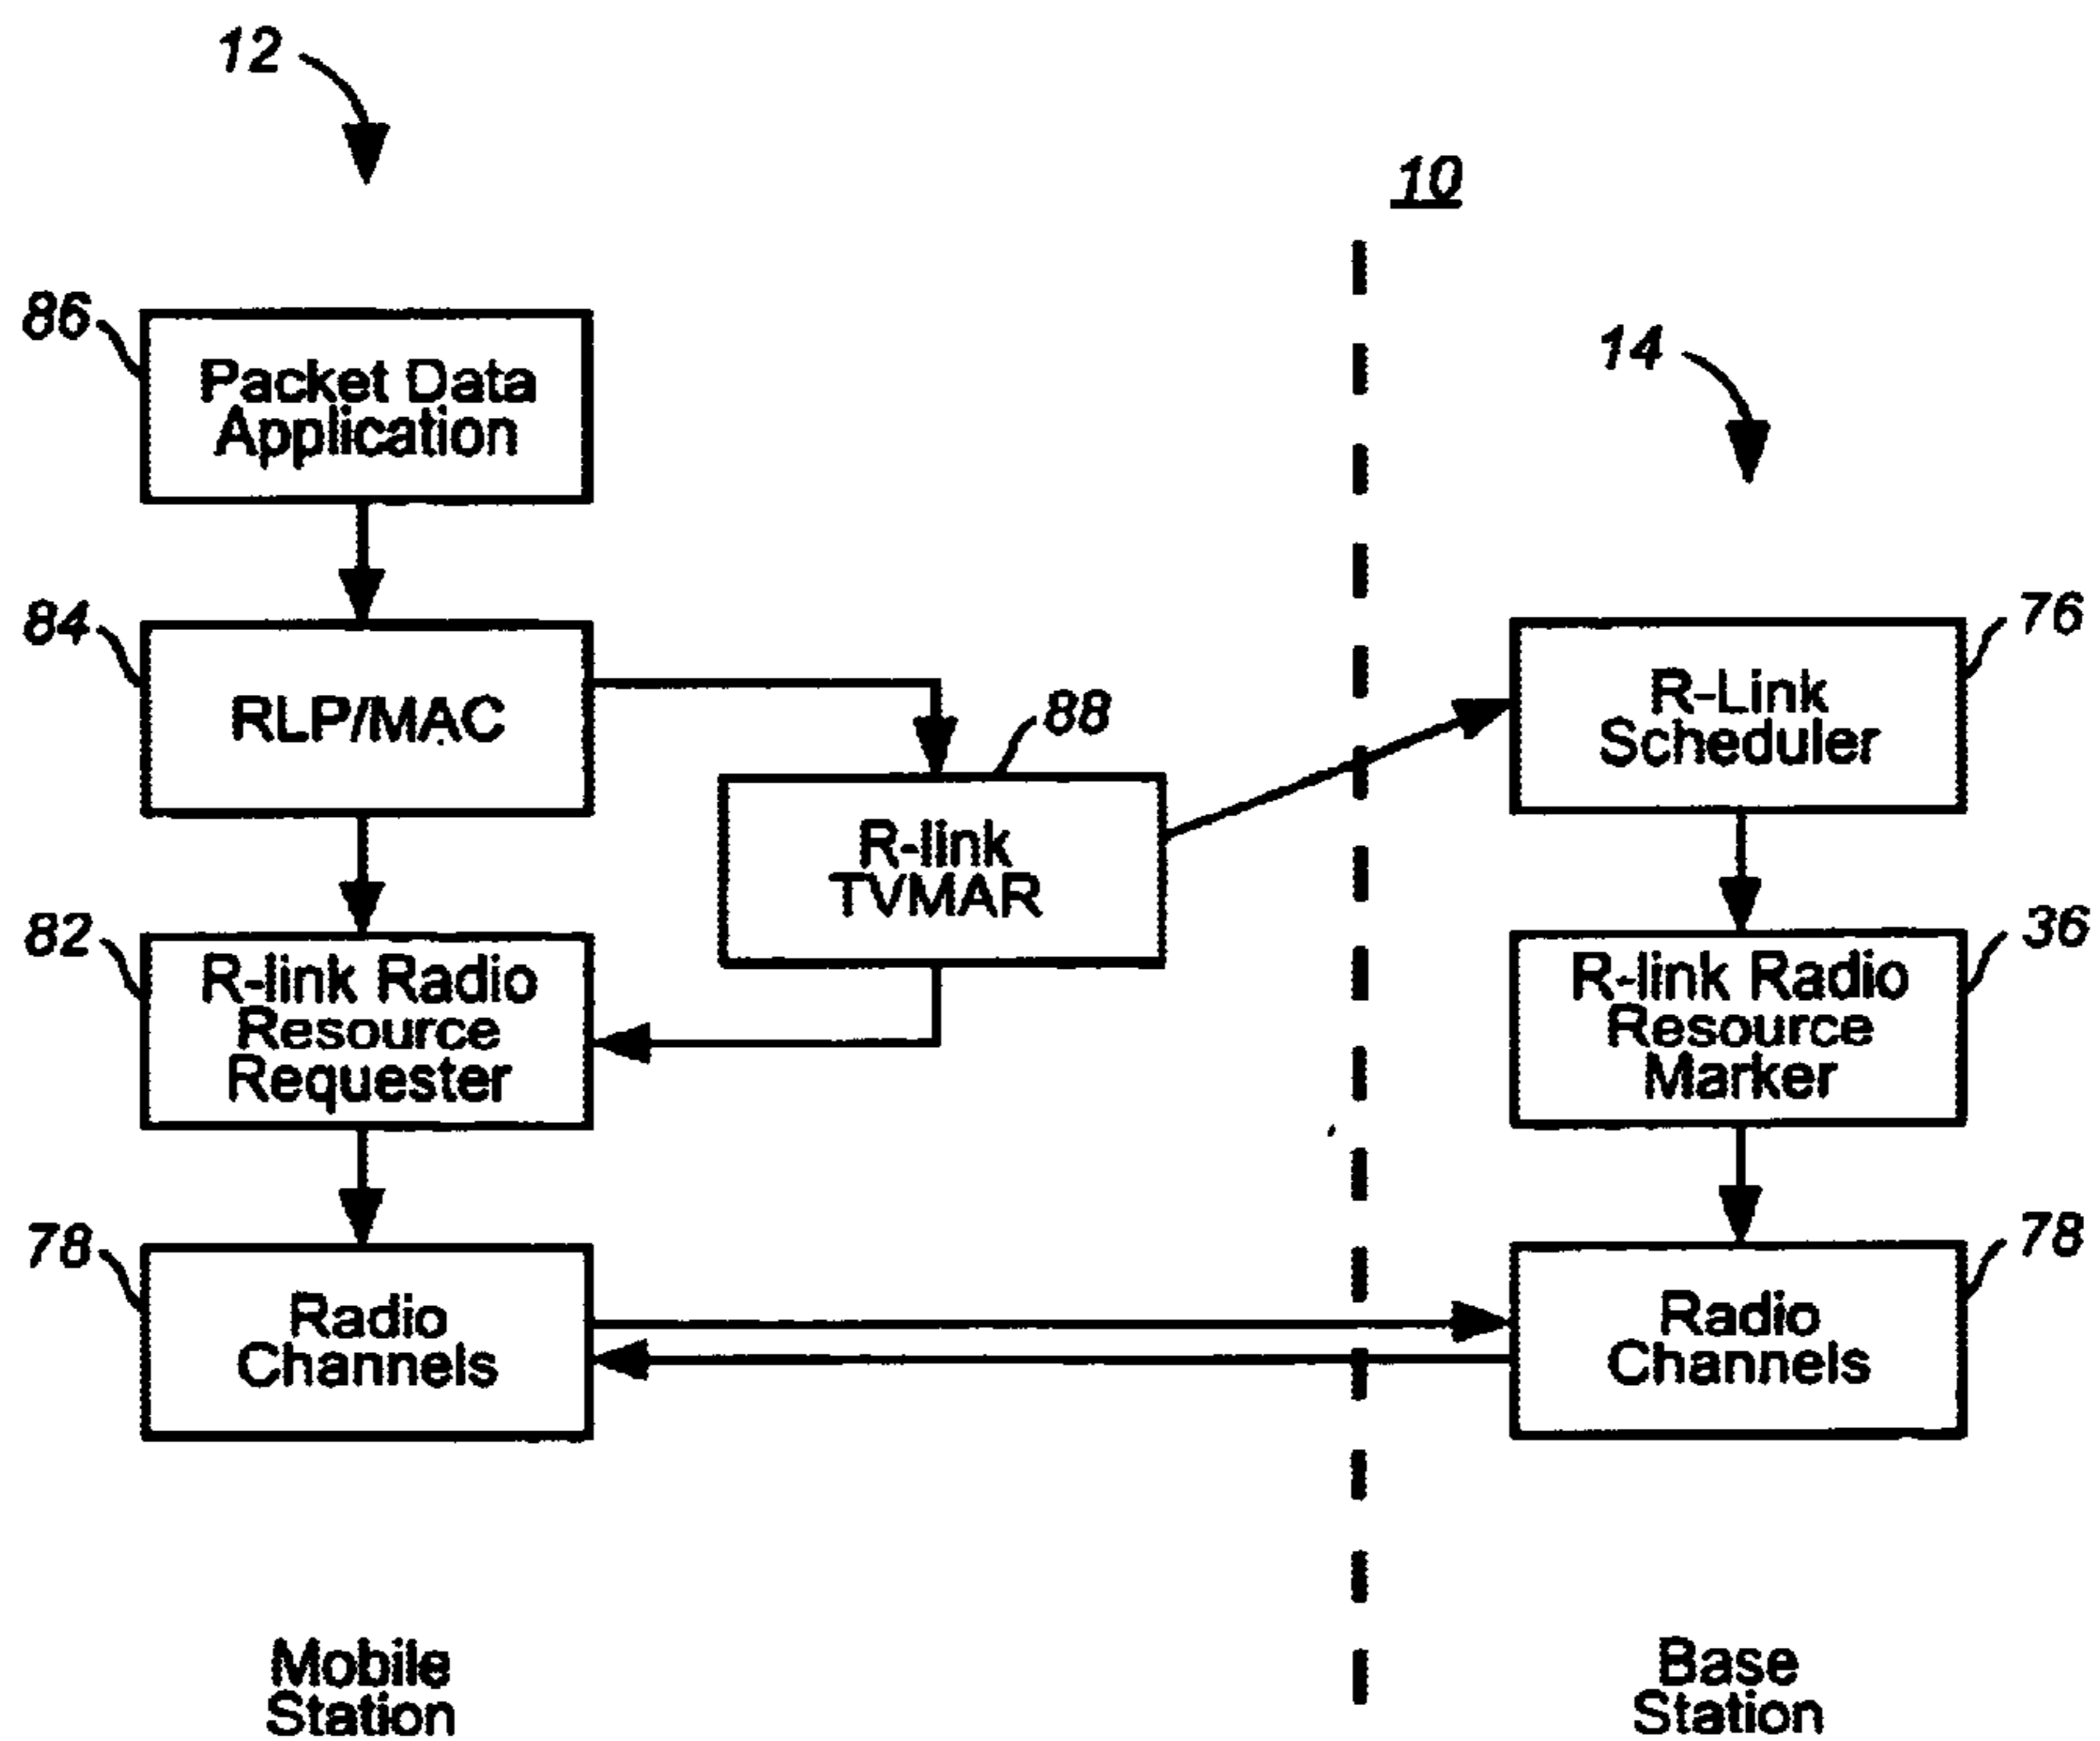 12
10
86
Packet Data
Application
14
84
RLP/MAC
88
R-link
TVMAR
76
R-Link
Scheduler
82
R-link Radio
Resource
Requester
36
R-link Radio
Resource
Marker
78
Radio
Channels
78
Radio
Channels
Mobile
Station
Base
Station